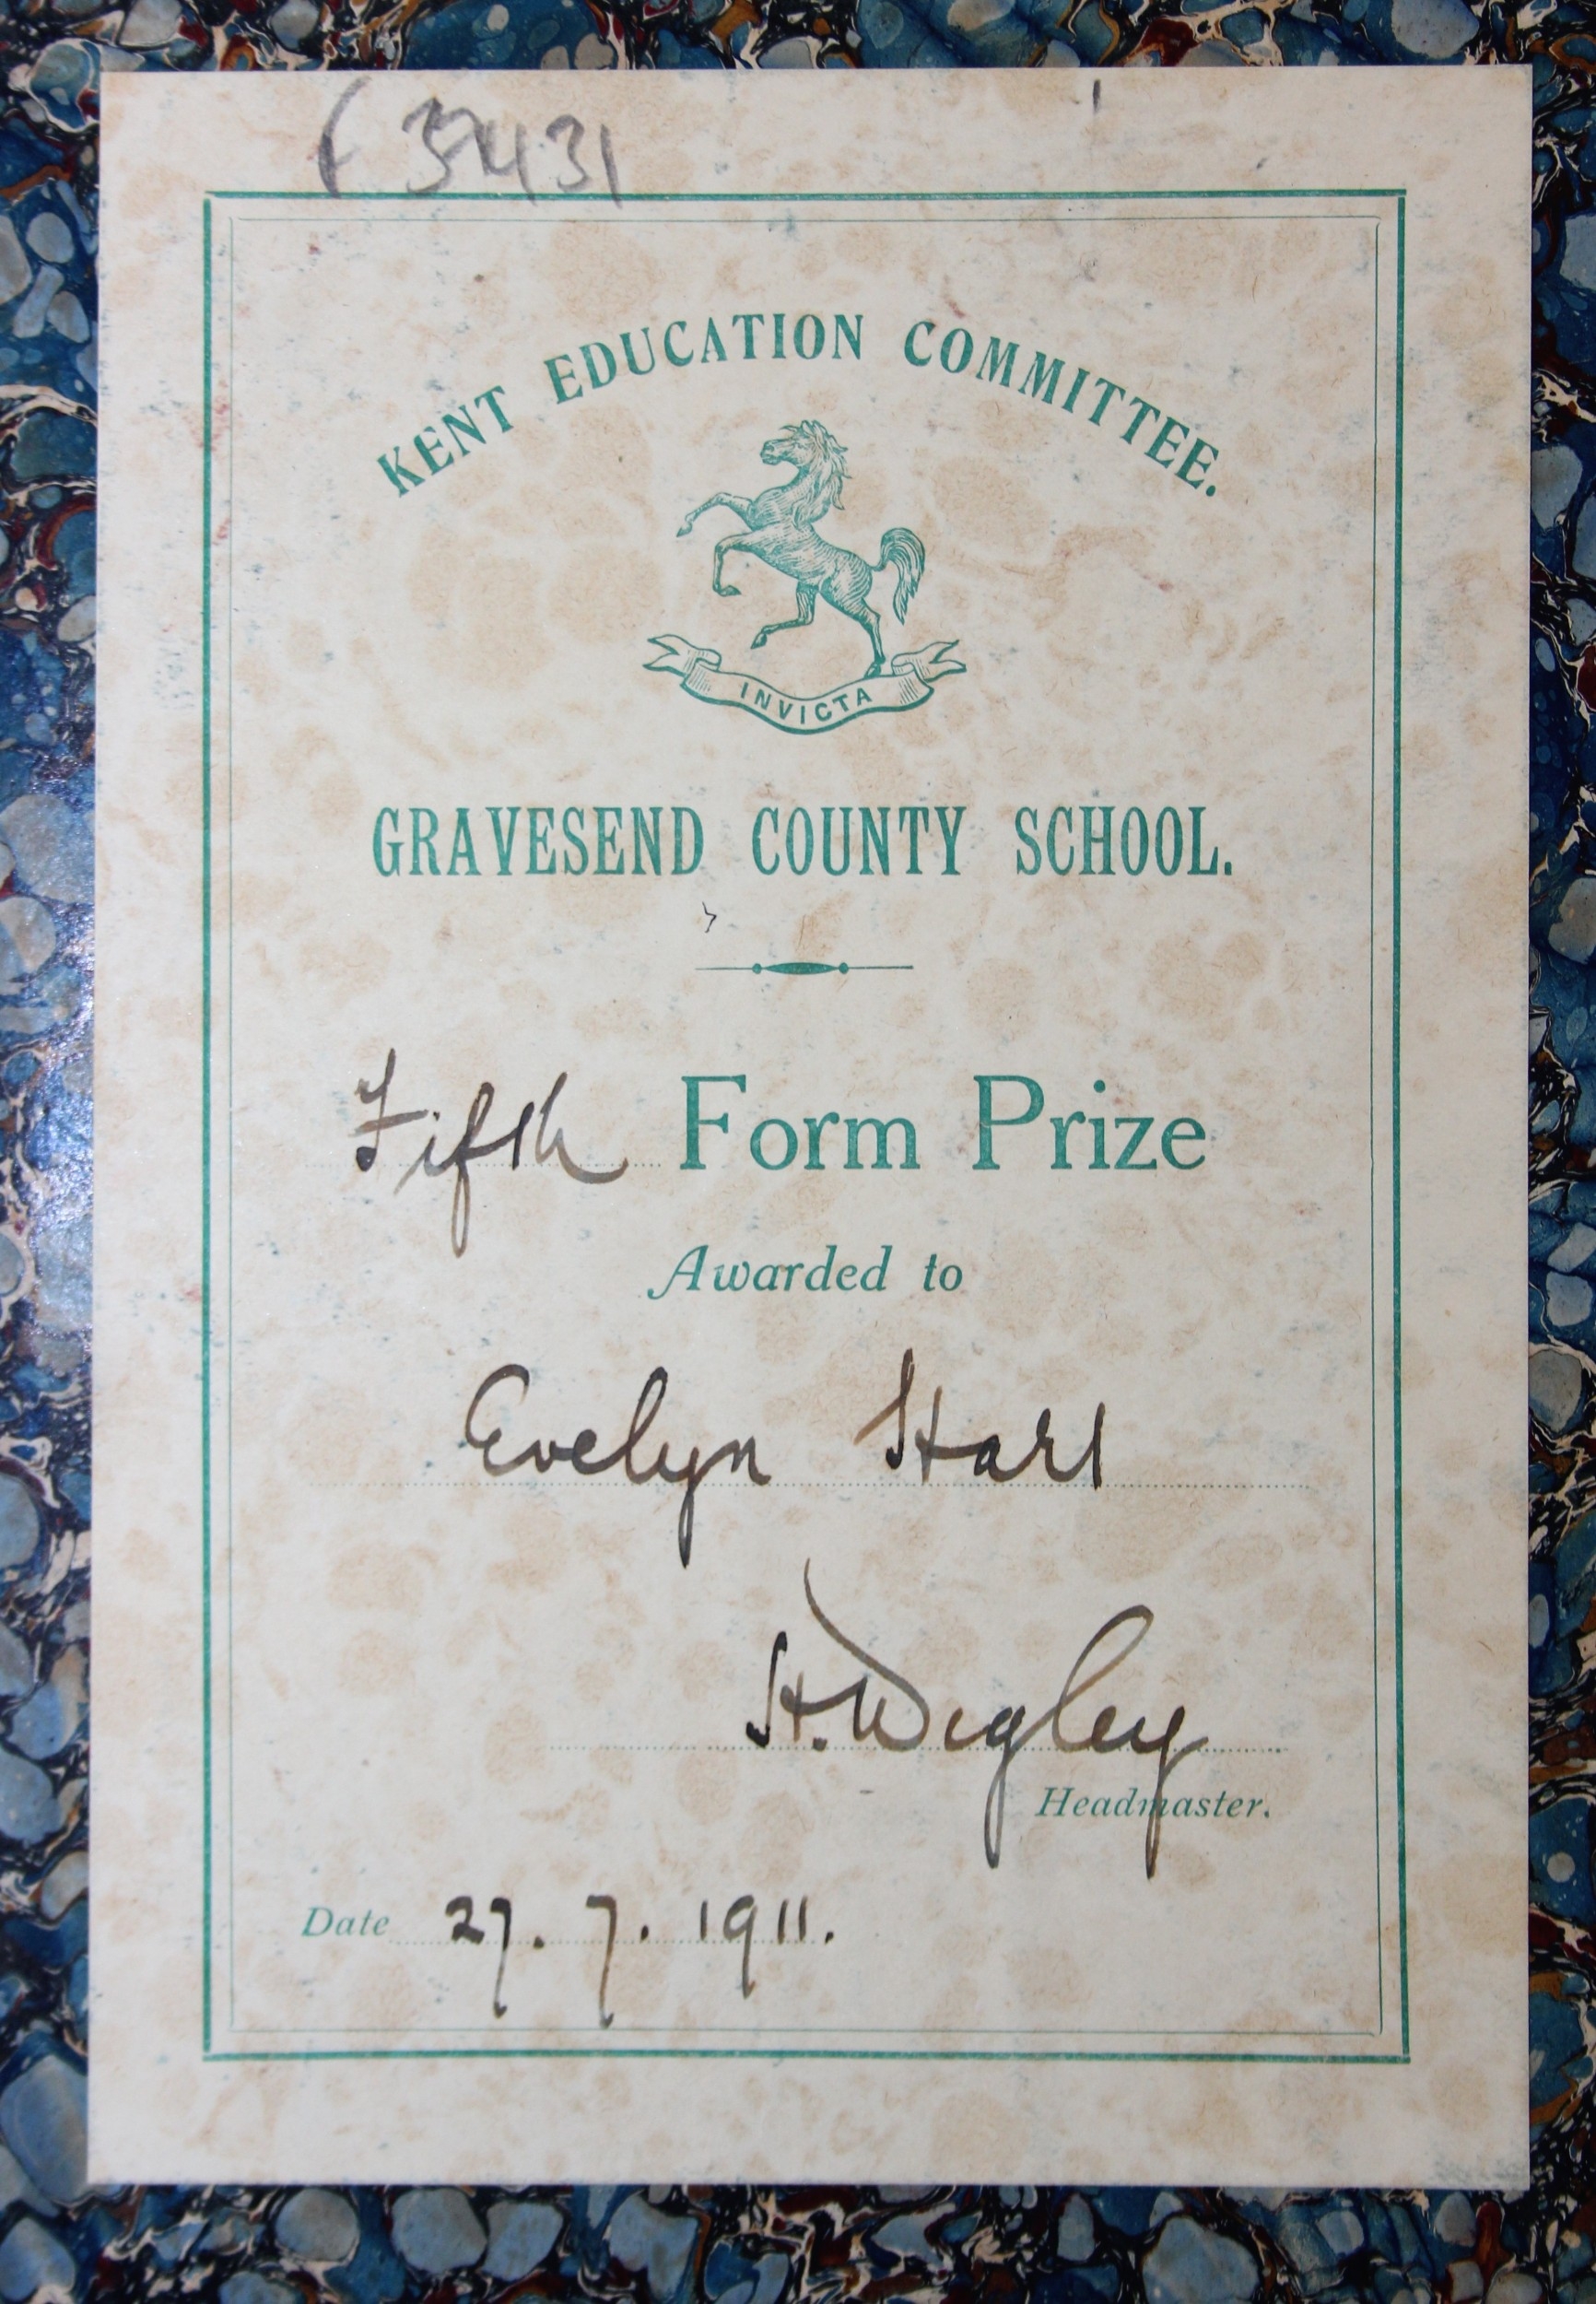 KENT EDUCATION COMMITTEE.
INVICTA
GRAVESEND COUNTY SCHOOL.
Fifth Form Prize
Awarded to
Evelyn Hart
H. Wigley
Headmaster.
Date 27. 7. 1911.